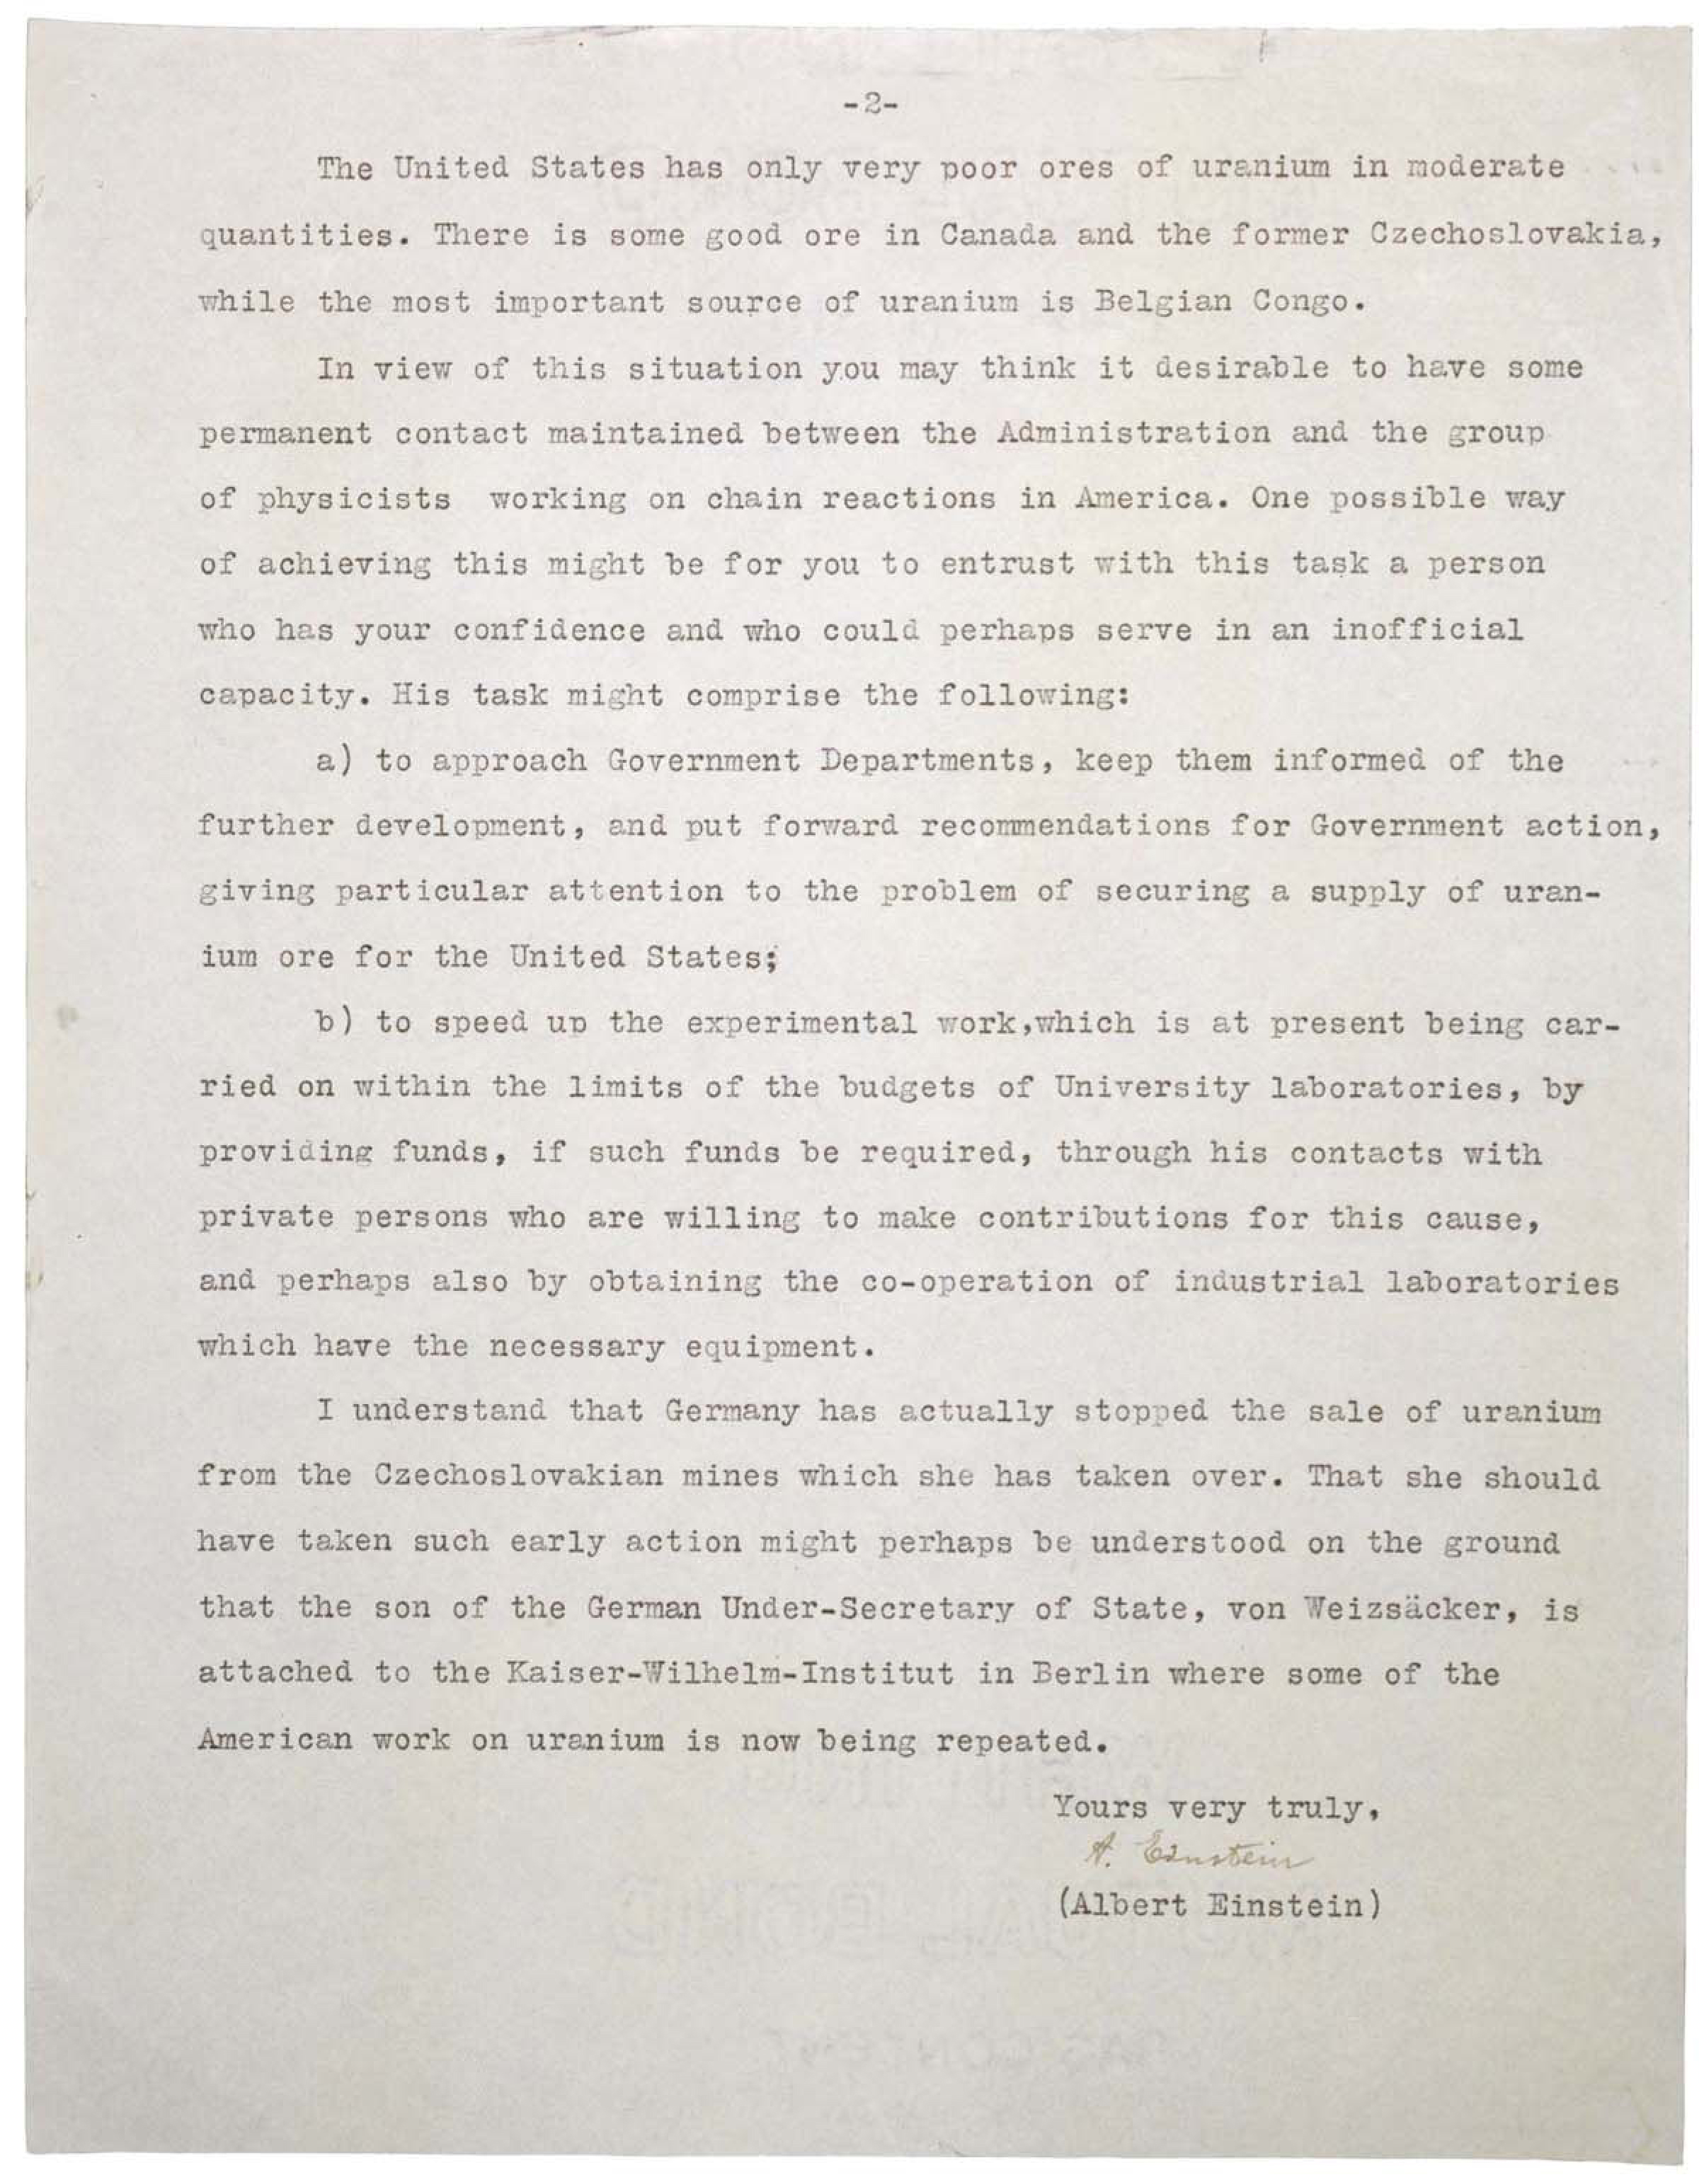 -2-
The United States has only very poor ores of uranium in moderate
quantities. There is some good ore in Canada and the former Czechoslovakia,
while the most important source of uranium is Belgian Congo.
In view of this situation you may think it desirable to have some
permanent contact maintained between the Administration and the group
of physicists working on chain reactions in America. One possible way
of achieving this might be for you to entrust with this task a person
who has your confidence and who could perhaps serve in an inofficial
capacity. His task might comprise the following:
a) to approach Government Departments, keep them informed of the
further development, and put forward recommendations for Government action,
giving particular attention to the problem of securing a supply of uran-
ium ore for the United States;
b) to speed up the experimental work,which is at present being car-
ried on within the limits of the budgets of University laboratories, by
providing funds, if such funds be required, through his contacts with
private persons who are willing to make contributions for this cause,
and perhaps also by obtaining the co-operation of industrial laboratories
which have the necessary equipment.
I understand that Germany has actually stopped the sale of uranium
from the Czechoslovakian mines which she has taken over. That she should
have taken such early action might perhaps be understood on the ground
that the son of the German Under-Secretary of State, von Weizsäcker, is
attached to the Kaiser-Wilhelm-Institut in Berlin where some of the
American work on uranium is now being repeated.
Yours very truly,
A. Einstein
(Albert Einstein)